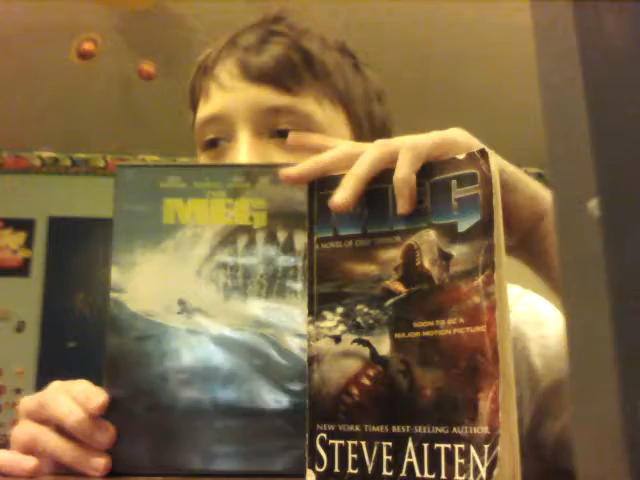 THE
MEG
MEG
A NOVEL OF DEEP TERROR
SOON TO BE A
MAJOR MOTION PICTURE
NEW YORK TIMES BEST-SELLING AUTHOR
STEVE ALTEN